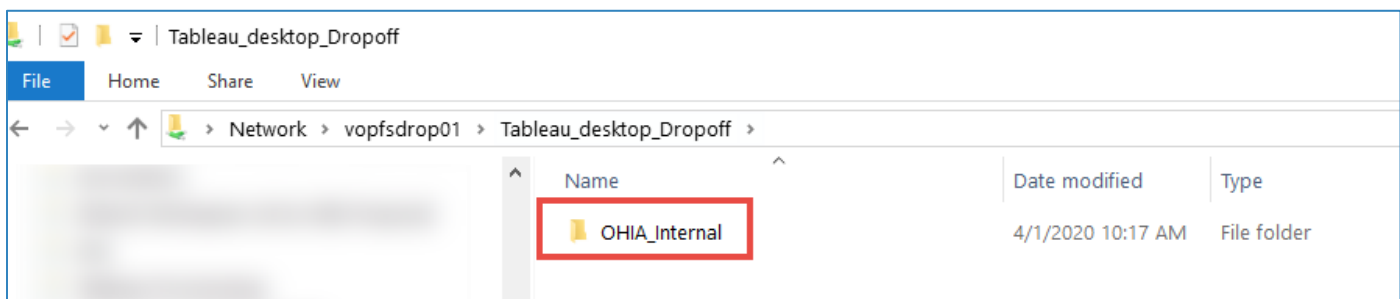 Tableau_desktop_Dropoff
File Home Share View
Network > vopfsdrop01 > Tableau_desktop_Dropoff >
Name Date modified Type
OHIA_Internal 4/1/2020 10:17 AM File folder